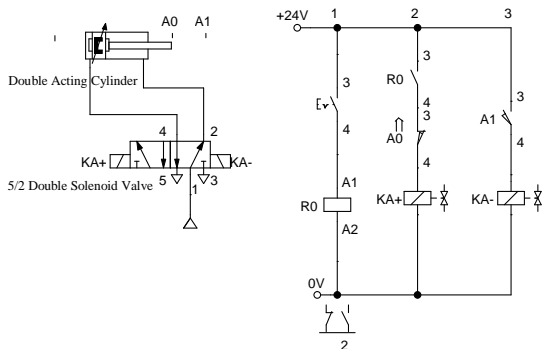 A0 A1
Double Acting Cylinder
4 2
KA+ KA-
5 3
5/2 Double Solenoid Valve
1
1 2 3
+24V
3
3
R0
3
4
3
A1
A0
4
4
4
A1
R0
KA+
KA-
A2
0V
2